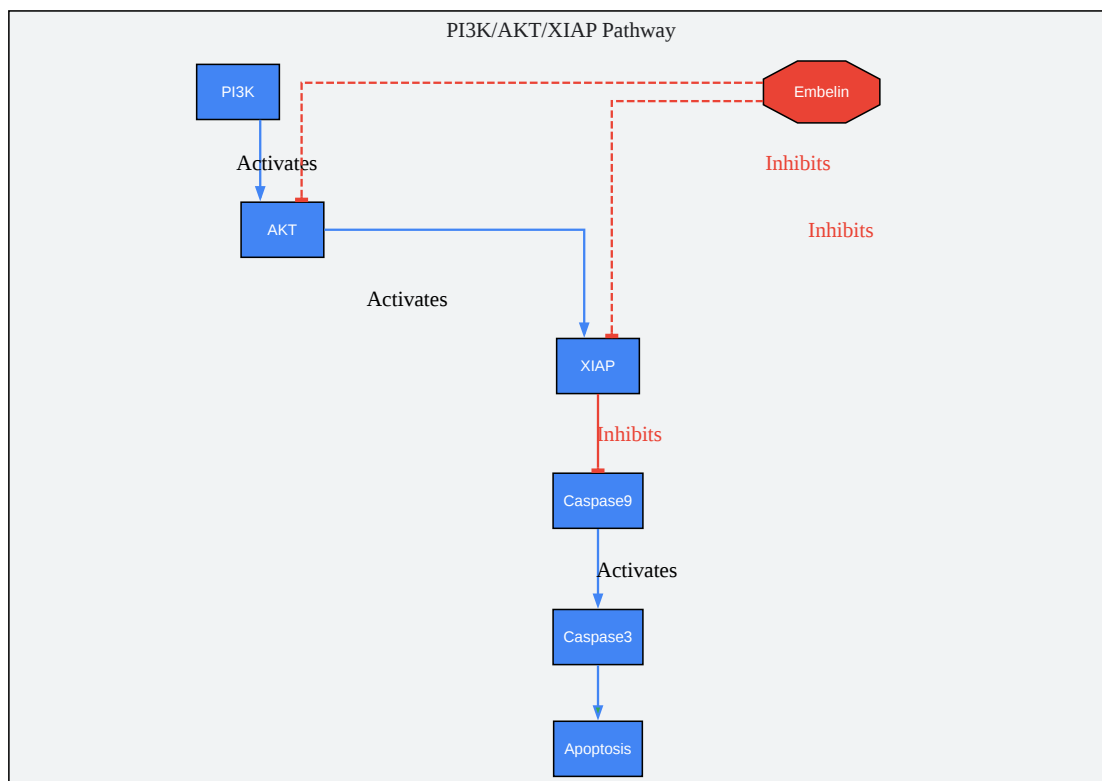 PI3K/AKT/XIAP Pathway
PI3K
Embelin
Activates
Inhibits
AKT
Inhibits
Activates
XIAP
Inhibits
Caspase9
Activates
Caspase3
Apoptosis